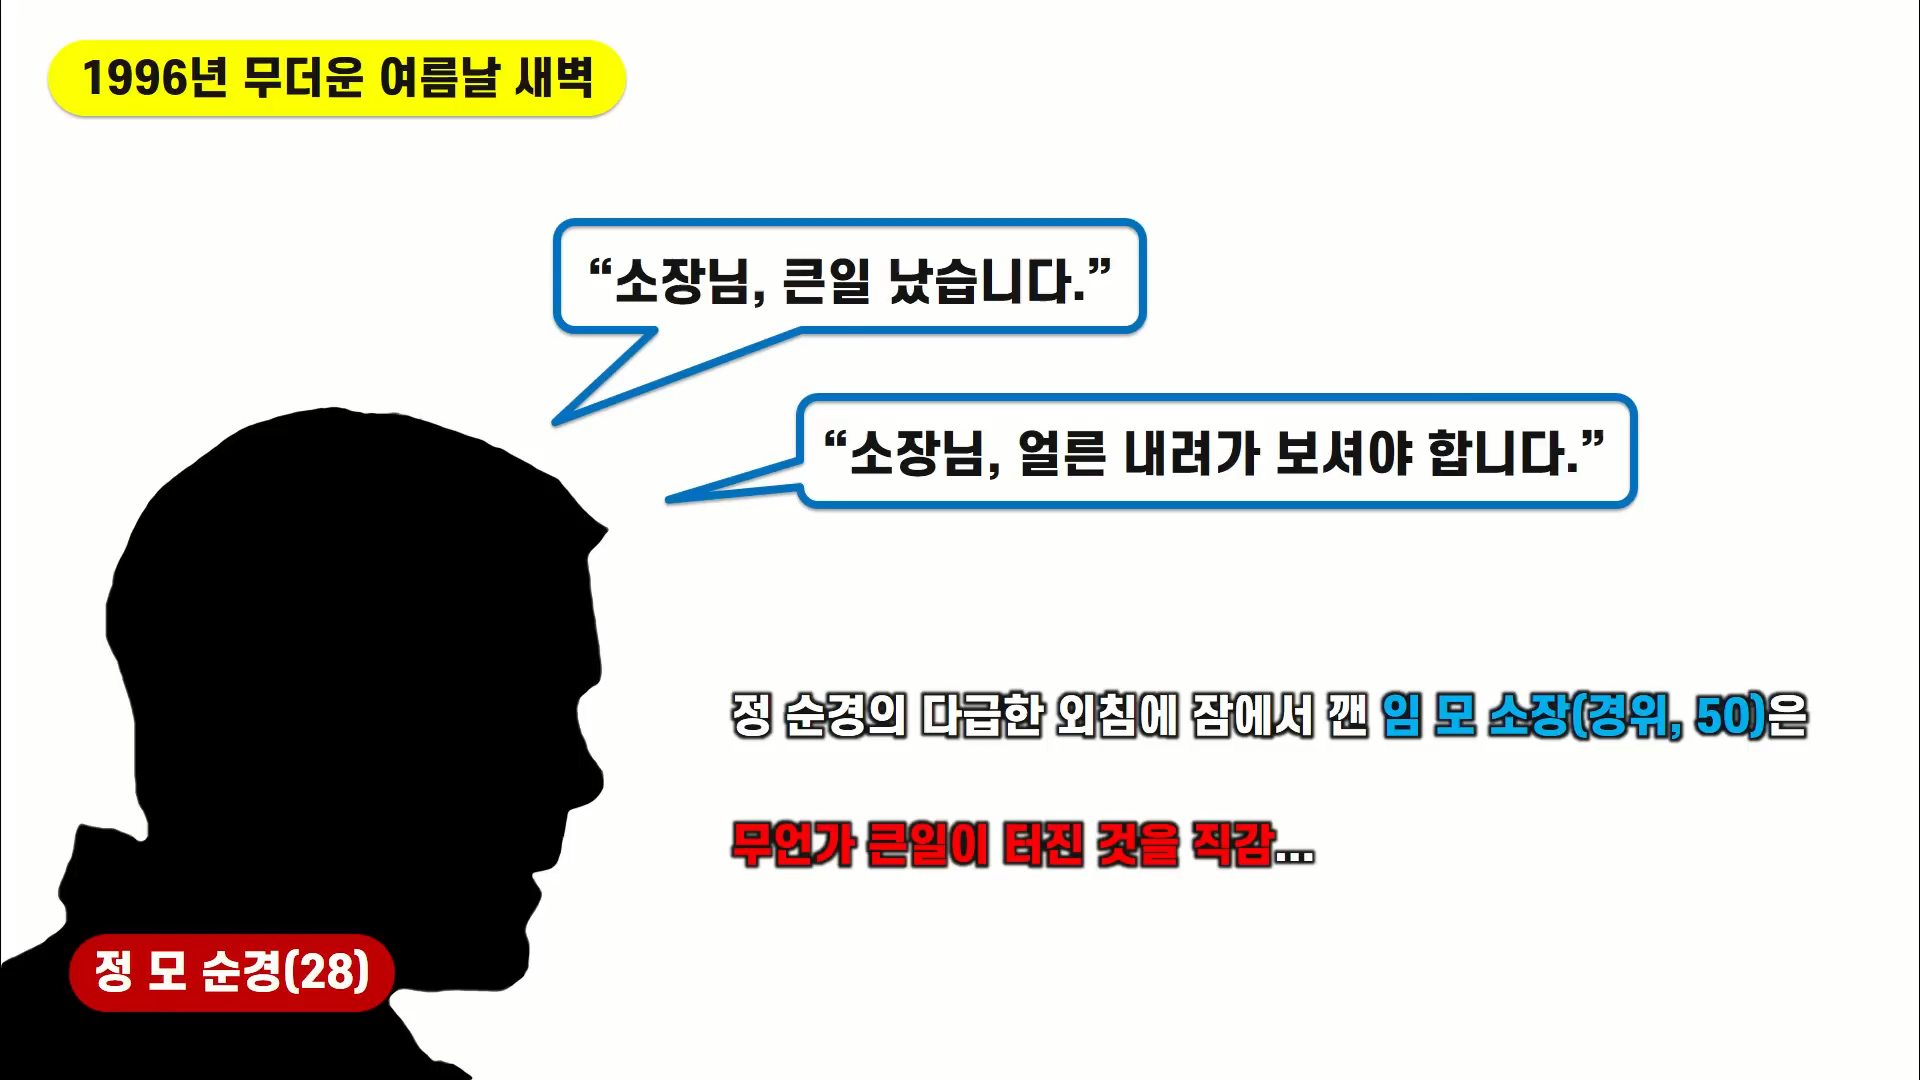 1996년 무더운 여름날 새벽
“소장님, 큰일 났습니다.”
“소장님, 얼른 내려가 보셔야 합니다.”
정 순경의 다급한 외침에 잠에서 깬 임 모 소장(경위, 50)은
무언가 큰일이 터진 것을 직감...
정 모 순경(28)